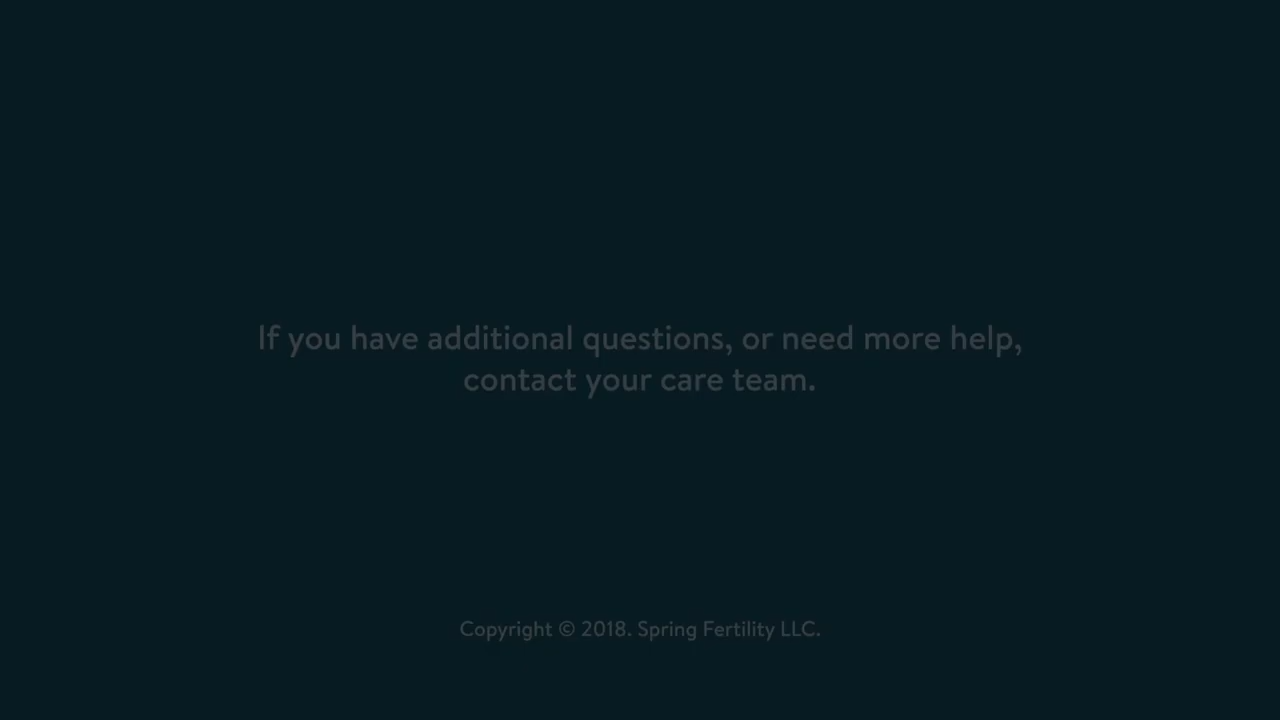 If you have additional questions, or need more help,
contact your care team.
Copyright © 2018. Spring Fertility LLC.